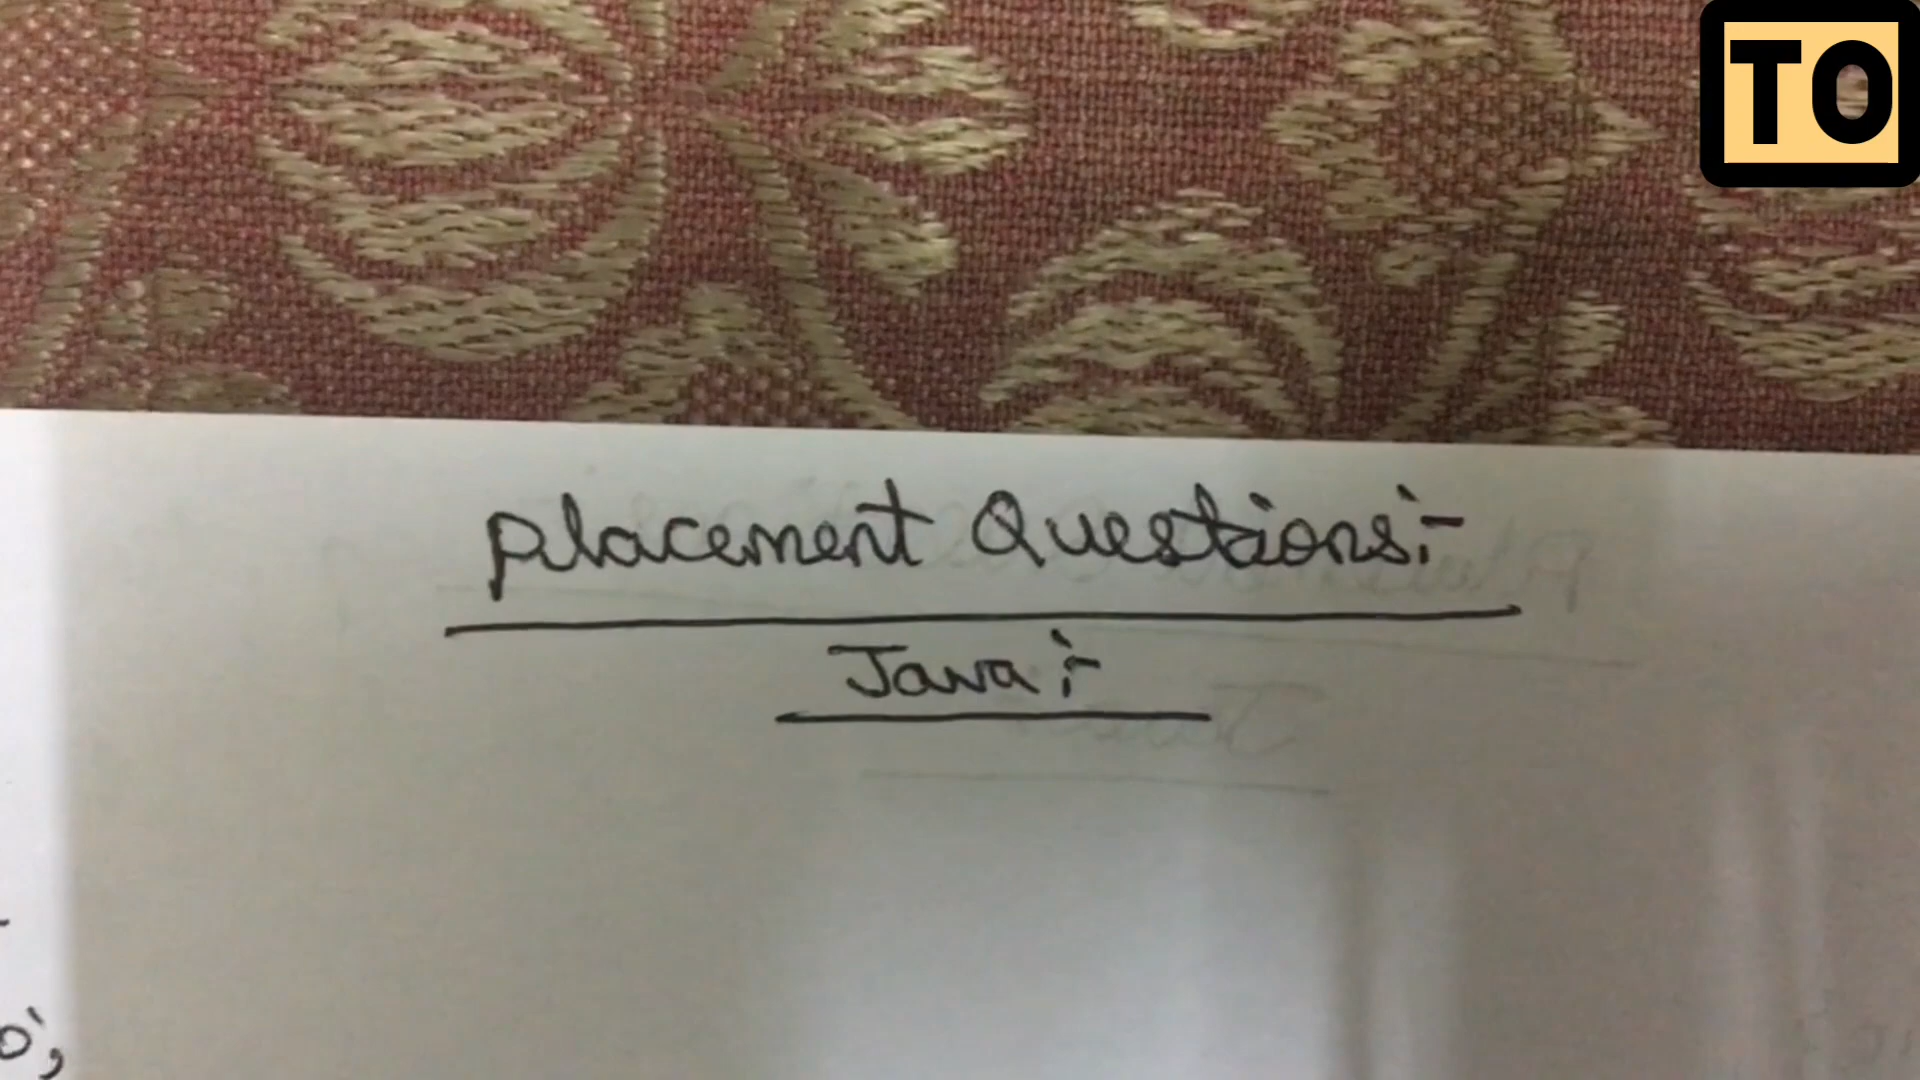 TO
Placement Questions:-
Java:-